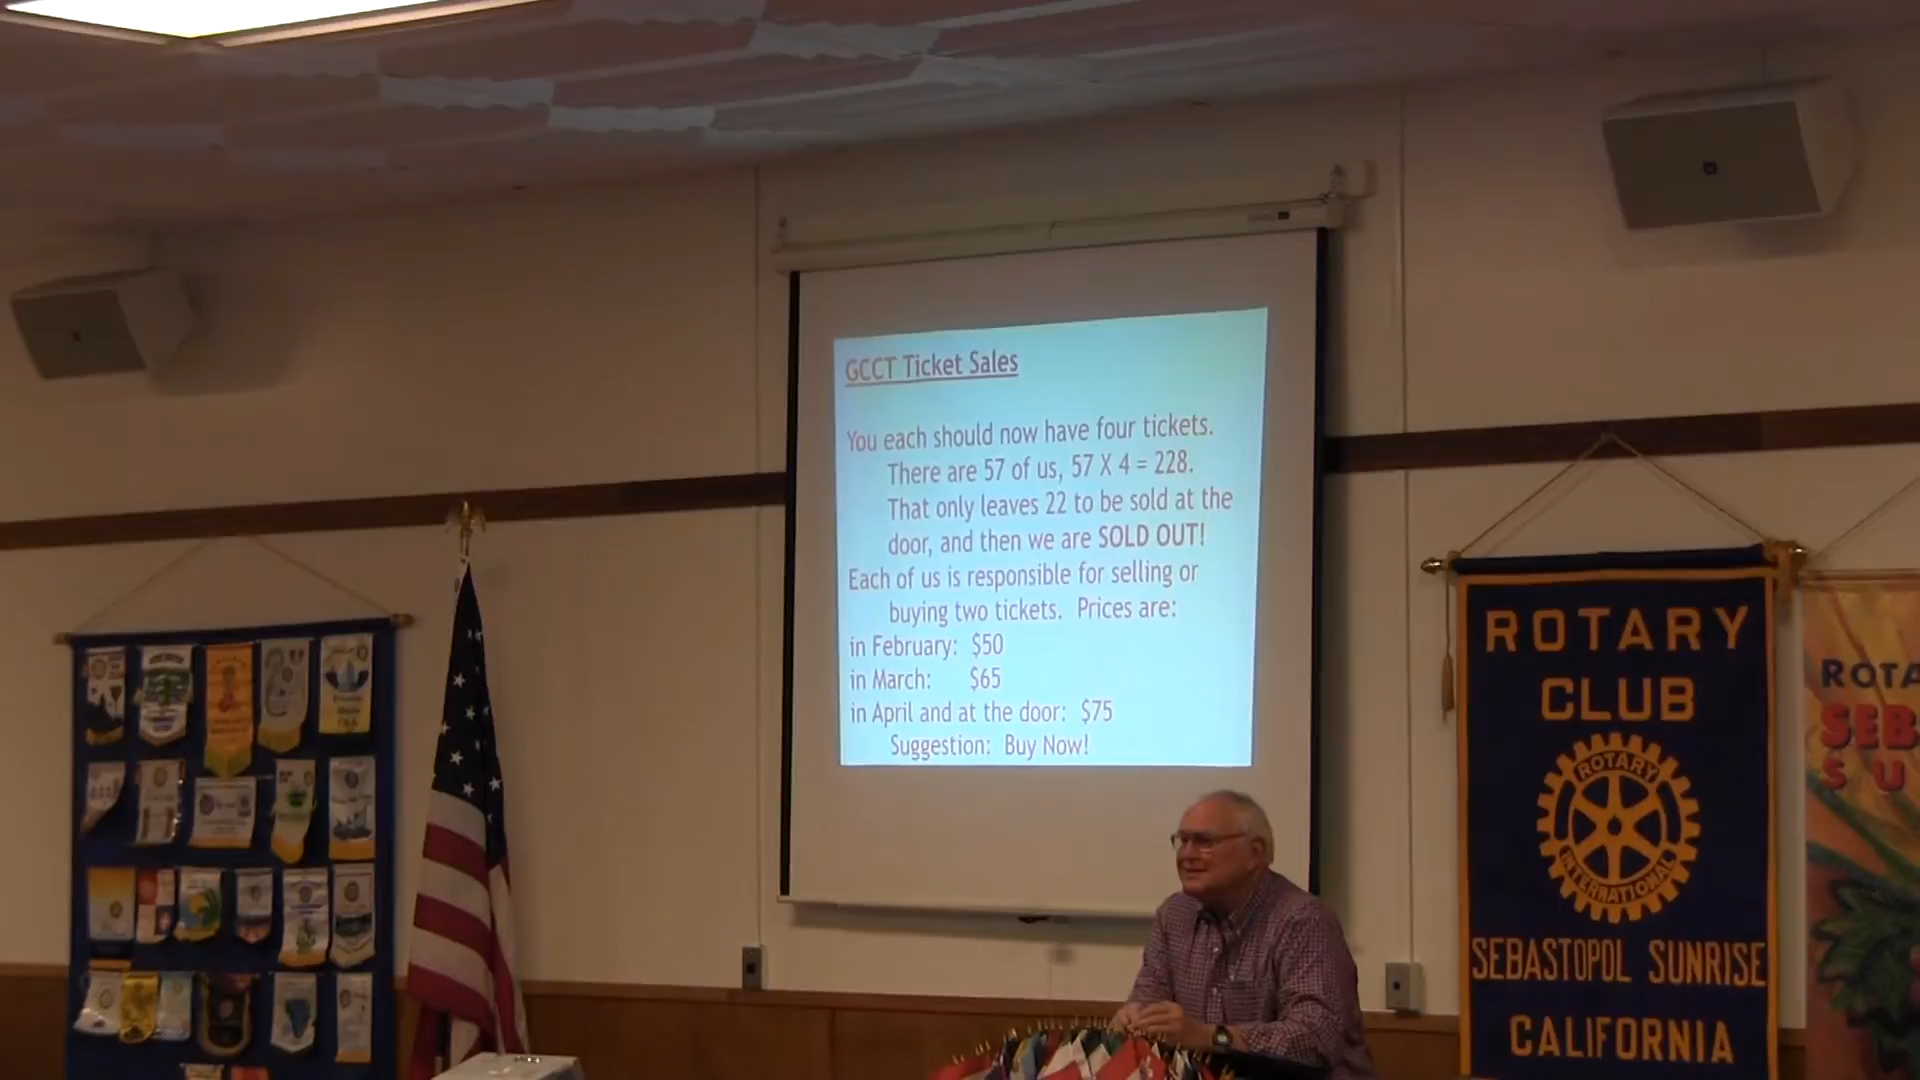 GCCT Ticket Sales
You each should now have four tickets.
There are 57 of us, 57 X 4 = 228.
That only leaves 22 to be sold at the
door, and then we are SOLD OUT!
Each of us is responsible for selling or
buying two tickets. Prices are:
in February: $50
in March: $65
in April and at the door: $75
Suggestion: Buy Now!
ROTARY
CLUB
ROTARY
INTERNATIONAL
SEBASTOPOL SUNRISE
CALIFORNIA
ROTA
SEB
SU